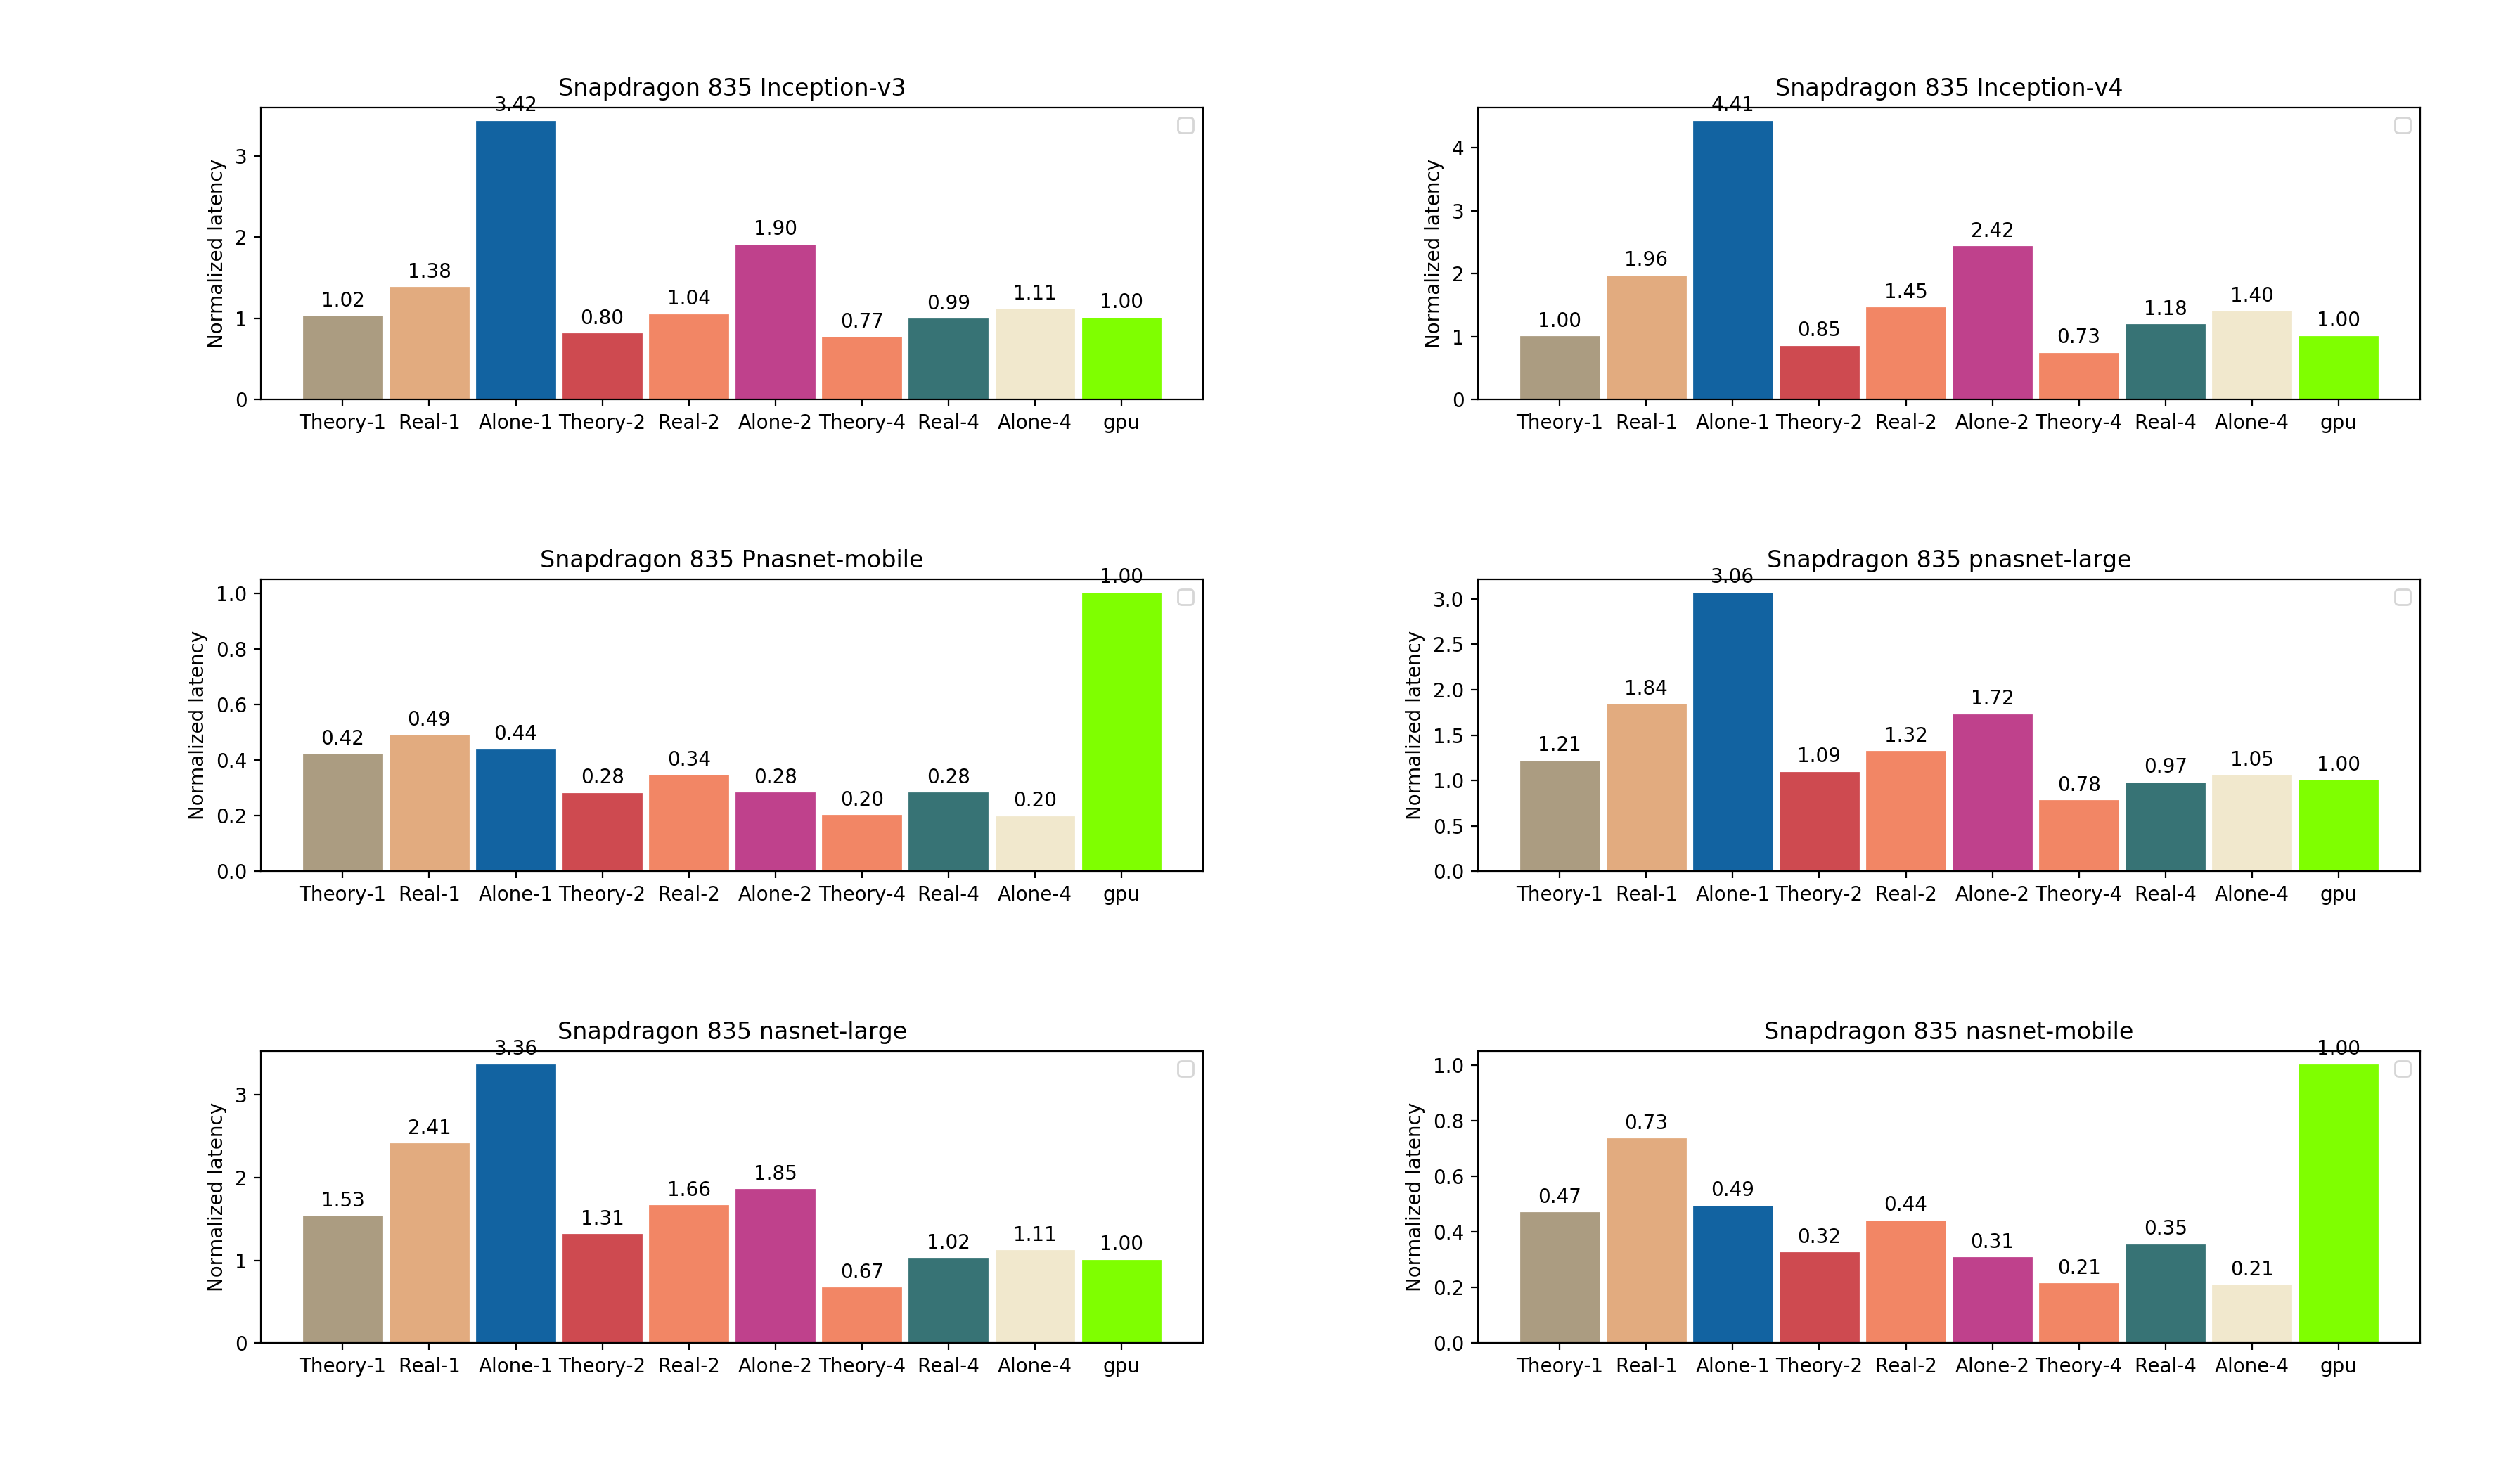 Snapdragon 835 Inception-v3
Normalized latency
3
2
1
0
1.02 1.38 3.42 0.80 1.04 1.90 0.77 0.99 1.11 1.00
Theory-1 Real-1 Alone-1 Theory-2 Real-2 Alone-2 Theory-4 Real-4 Alone-4 gpu
Snapdragon 835 Inception-v4
Normalized latency
4
3
2
1
0
1.00 1.96 4.41 0.85 1.45 2.42 0.73 1.18 1.40 1.00
Theory-1 Real-1 Alone-1 Theory-2 Real-2 Alone-2 Theory-4 Real-4 Alone-4 gpu
Snapdragon 835 Pnasnet-mobile
Normalized latency
1.0
0.8
0.6
0.4
0.2
0.0
0.42 0.49 0.44 0.28 0.34 0.28 0.20 0.28 0.20 1.00
Theory-1 Real-1 Alone-1 Theory-2 Real-2 Alone-2 Theory-4 Real-4 Alone-4 gpu
Snapdragon 835 pnasnet-large
Normalized latency
3.0
2.5
2.0
1.5
1.0
0.5
0.0
1.21 1.84 3.06 1.09 1.32 1.72 0.78 0.97 1.05 1.00
Theory-1 Real-1 Alone-1 Theory-2 Real-2 Alone-2 Theory-4 Real-4 Alone-4 gpu
Snapdragon 835 nasnet-large
Normalized latency
3
2
1
0
1.53 2.41 3.36 1.31 1.66 1.85 0.67 1.02 1.11 1.00
Theory-1 Real-1 Alone-1 Theory-2 Real-2 Alone-2 Theory-4 Real-4 Alone-4 gpu
Snapdragon 835 nasnet-mobile
Normalized latency
1.0
0.8
0.6
0.4
0.2
0.0
0.47 0.73 0.49 0.32 0.44 0.31 0.21 0.35 0.21 1.00
Theory-1 Real-1 Alone-1 Theory-2 Real-2 Alone-2 Theory-4 Real-4 Alone-4 gpu